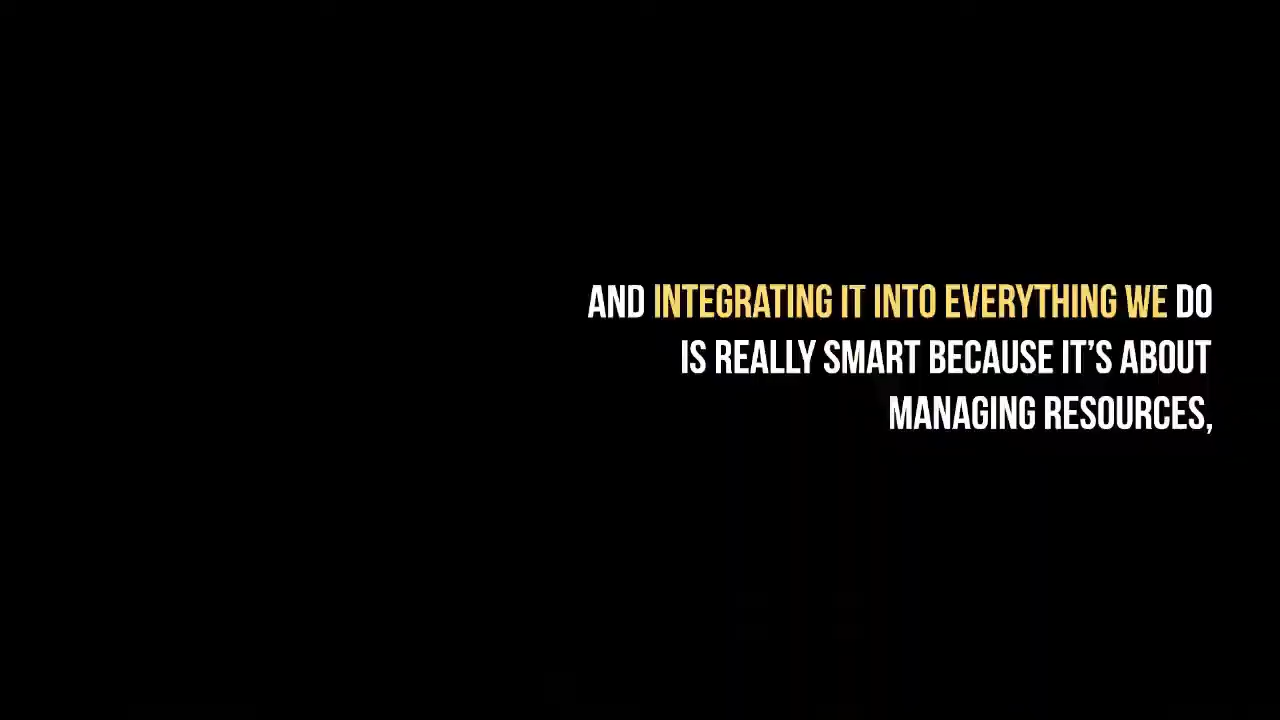 AND INTEGRATING IT INTO EVERYTHING WE DO
IS REALLY SMART BECAUSE IT’S ABOUT
MANAGING RESOURCES,